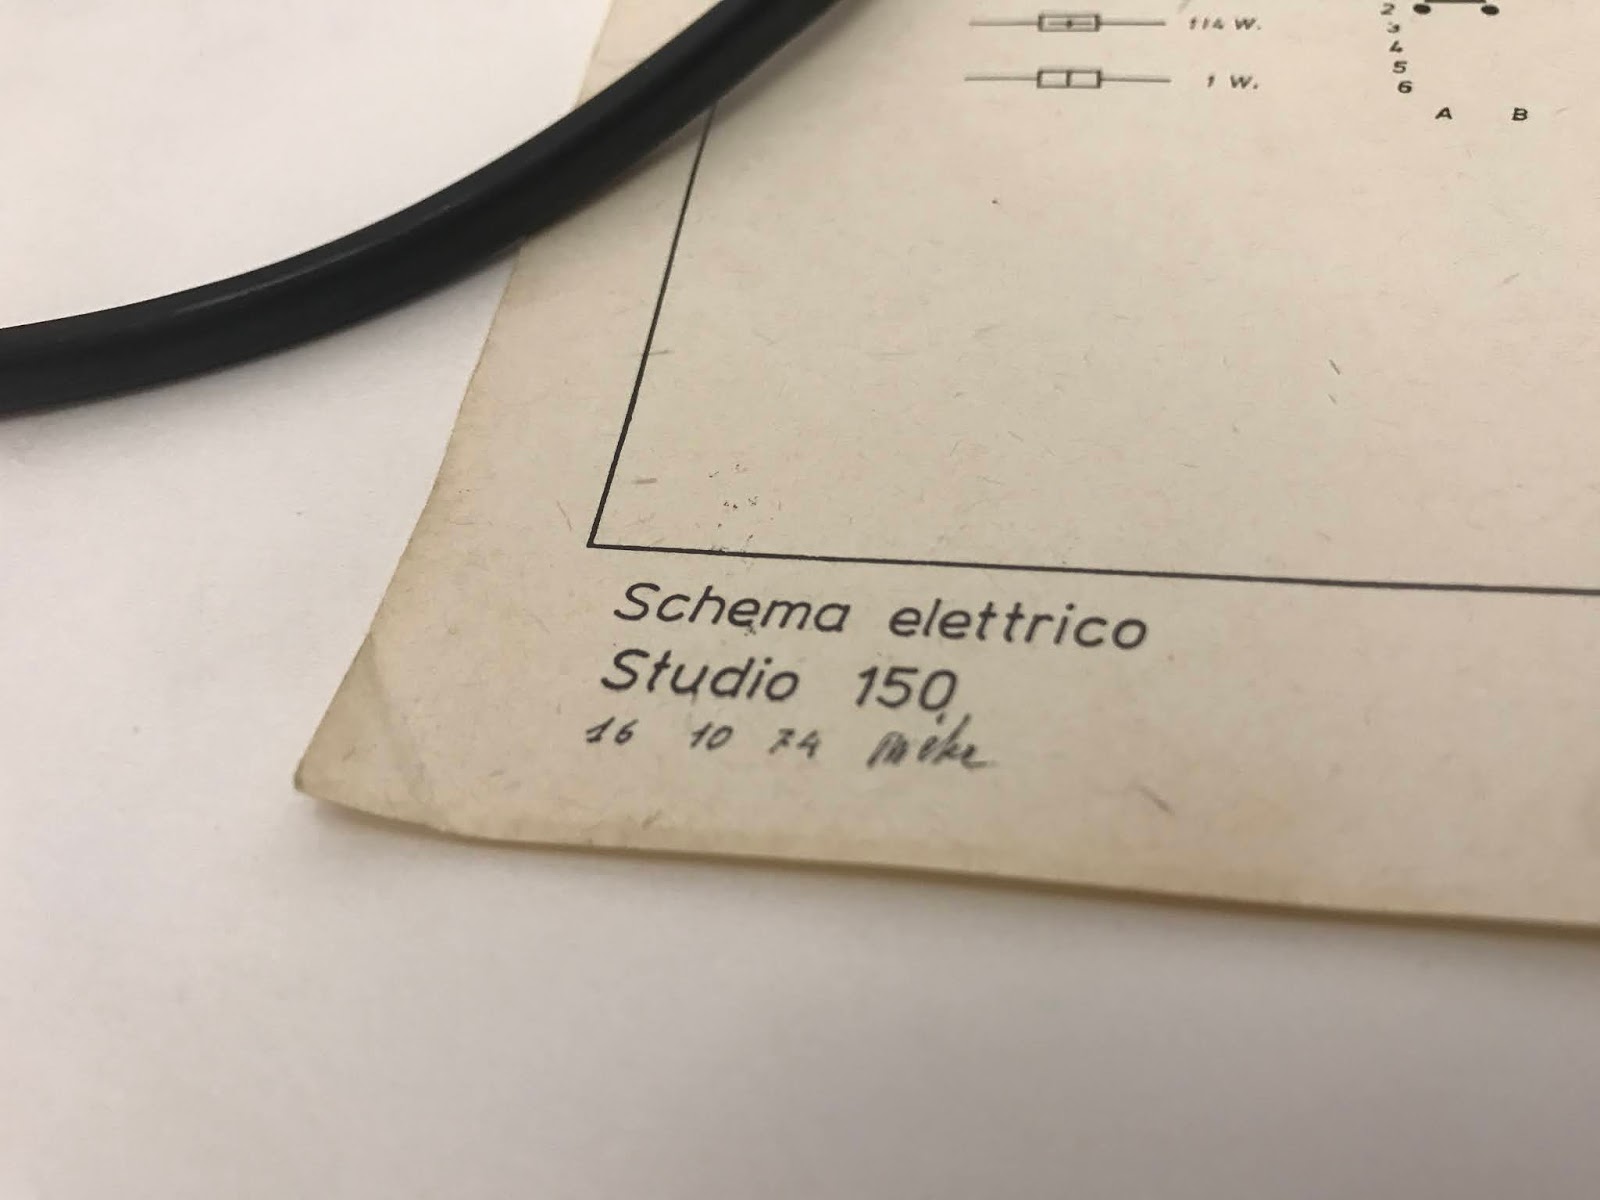 1/4 W.
1 W.
2
3
4
5
6
A B
Schema elettrico
Studio 150
16 10 74